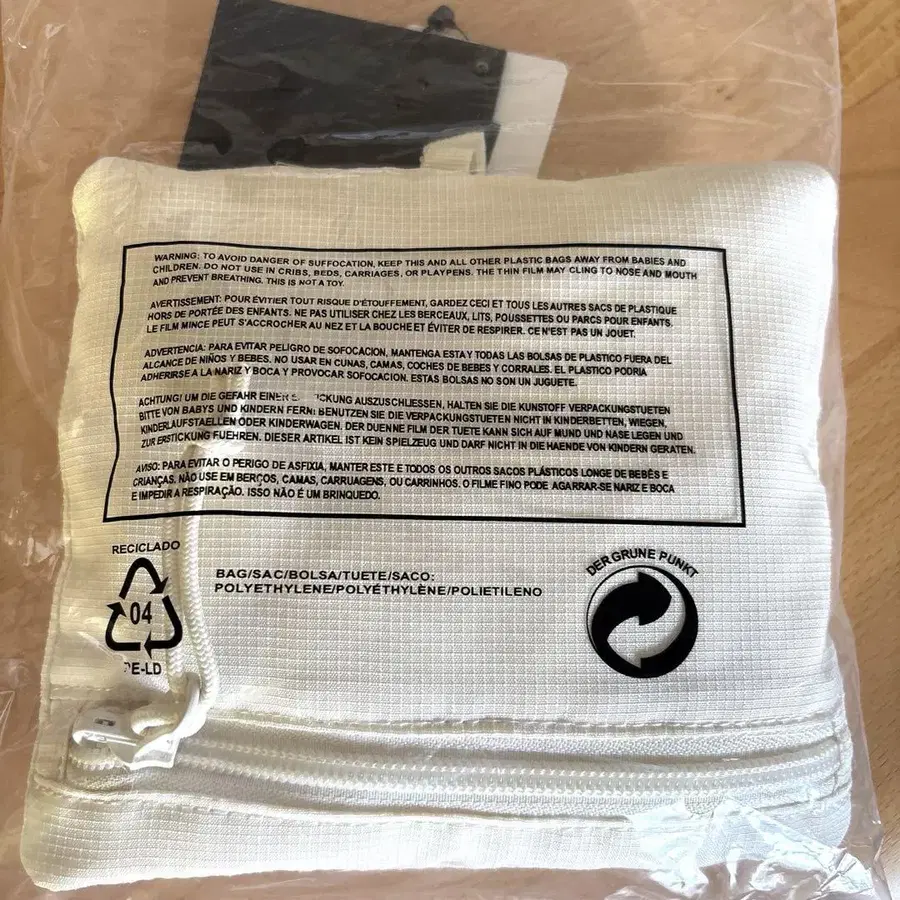 WARNING: TO AVOID DANGER OF SUFFOCATION, KEEP THIS AND ALL OTHER PLASTIC BAGS AWAY FROM BABIES AND
CHILDREN. DO NOT USE IN CRIBS, BEDS, CARRIAGES, OR PLAYPENS. THE THIN FILM MAY CLING TO NOSE AND MOUTH
AND PREVENT BREATHING. THIS IS NOT A TOY.
AVERTISSEMENT: POUR ÉVITIER TOUT RISQUE D'ÉTOUFFEMENT, GARDEZ CECI ET TOUS LES AUTRES SACS DE PLASTIQUE
HORS DE PORTÉE DES ENFANTS. NE PAS UTILISER CHEZ LES BERCEAUX, LITS, POUSSETTES OU PARCS POUR ENFANTS.
LE FILM MINCE PEUT S'ACCROCHER AU NEZ ET LA BOUCHE ET ÉVITER DE RESPIRER. CE N'EST PAS UN JOUET.
ADVERTENCIA: PARA EVITAR PELIGRO DE SOFOCACION, MANTENGA ESTA Y TODAS LAS BOLSAS DE PLASTICO FUERA DEL
ALCANCE DE NIÑOS Y BEBES. NO USAR EN CUNAS, CAMAS, COCHES DE BEBES Y CORRALES. EL PLASTICO PODRIA
ADHERIRSE A LA NARIZ Y BOCA Y PROVOCAR SOFOCACION. ESTAS BOLSAS NO SON UN JUGUETE.
ACHTUNG! UM DIE GEFAHR EINER AUSZUSCHLIESSEN, HALTEN SIE DIE KUNSTOFF VERPACKUNGSTUETEN
BITTE VON BABYS UND KINDERN FERN: BENUTZEN SIE DIE VERPACKUNGSTUETEN NICHT IN KINDERBETTEN, WIEGEN,
KINDERLAUFSTAELLEN ODER KINDERWAGEN. DER DUENNE FILM DER TUETE KANN SICH AUF MUND UND NASE LEGEN UND
ZUR ERSTICKUNG FUEHREN. DIESER ARTIKEL IST KEIN SPIELZEUG UND DARF NICHT IN DIE HAENDE VON KINDERN GERATEN.
AVISO: PARA EVITAR O PERIGO DE ASFIXIA, MANTER ESTE E TODOS OS OUTROS SACOS PLÁSTICOS LONGE DE BEBÊS E
CRIANÇAS. NÃO USE EM BERÇOS, CAMAS, CARRUAGENS, OU CARRINHOS. O FILME FINO PODE AGARRAR-SE NARIZ E BOCA
E IMPEDIR A RESPIRAÇÃO. ISSO NÃO É UM BRINQUEDO.
RECICLADO
04
PE-LD
BAG/SAC/BOLSA/TUETE/SACO:
POLYETHYLENE/POLYÉTHYLÈNE/POLIETILENO
DER GRUNE PUNKT